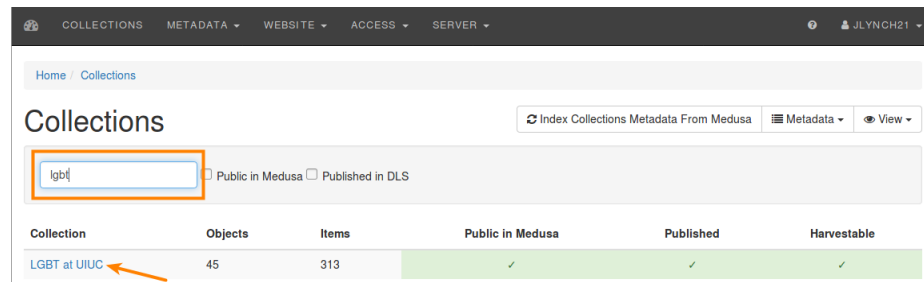 COLLECTIONS METADATA WEBSITE ACCESS SERVER JLYNCH21
Home / Collections
Collections
Index Collections Metadata From Medusa Metadata View
lgbt Public in Medusa Published in DLS
Collection Objects Items Public in Medusa Published Harvestable
LGBT at UIUC 45 313 ✓ ✓ ✓